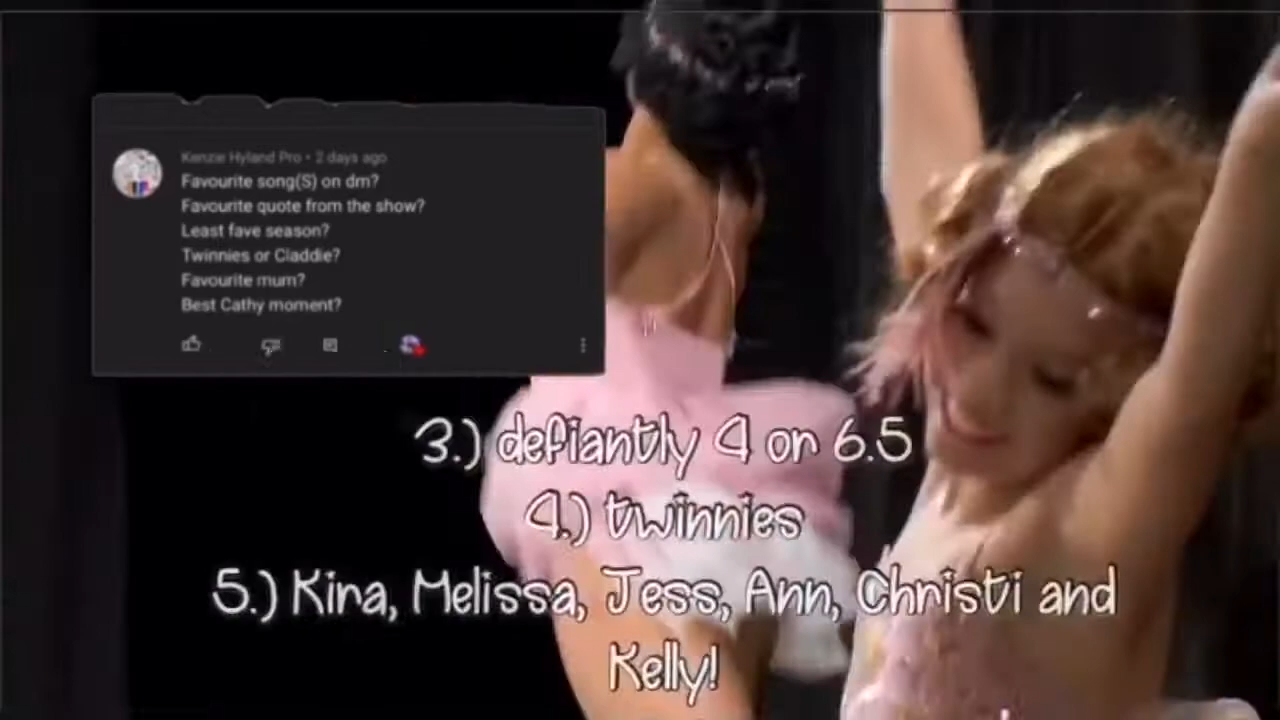 Kenzie Hyland Pro • 2 days ago
Favourite song(S) on dm?
Favourite quote from the show?
Least fave season?
Twinnies or Claddie?
Favourite mum?
Best Cathy moment?
3.) defiantly 4 or 6.5
4.) twinnies
5.) Kira, Melissa, Jess, Ann, Christi and
Kelly!